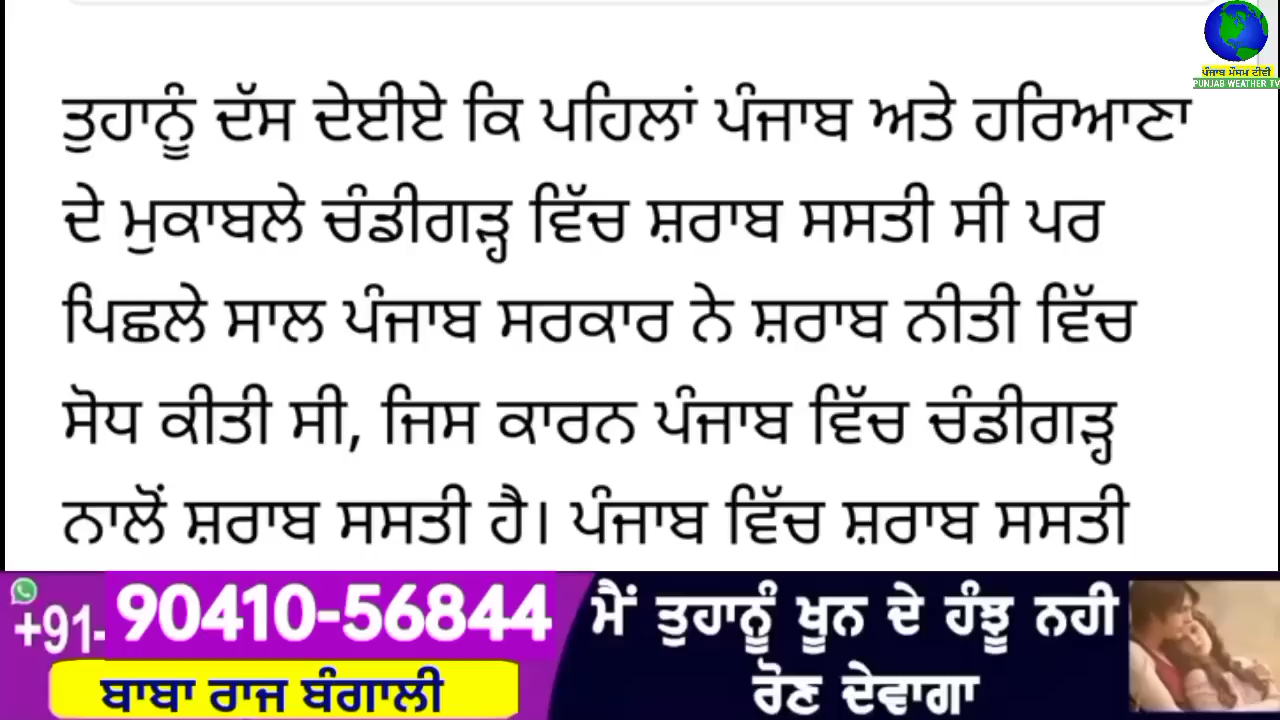 ਪੰਜਾਬ ਮੌਸਮ ਟੀਵੀ
PUNJAB WEATHER TV
ਤੁਹਾਨੂੰ ਦੱਸ ਦੇਈਏ ਕਿ ਪਹਿਲਾਂ ਪੰਜਾਬ ਅਤੇ ਹਰਿਆਣਾ
ਦੇ ਮੁਕਾਬਲੇ ਚੰਡੀਗੜ੍ਹ ਵਿੱਚ ਸ਼ਰਾਬ ਸਸਤੀ ਸੀ ਪਰ
ਪਿਛਲੇ ਸਾਲ ਪੰਜਾਬ ਸਰਕਾਰ ਨੇ ਸ਼ਰਾਬ ਨੀਤੀ ਵਿੱਚ
ਸੋਧ ਕੀਤੀ ਸੀ, ਜਿਸ ਕਾਰਨ ਪੰਜਾਬ ਵਿੱਚ ਚੰਡੀਗੜ੍ਹ
ਨਾਲੋਂ ਸ਼ਰਾਬ ਸਸਤੀ ਹੈ। ਪੰਜਾਬ ਵਿੱਚ ਸ਼ਰਾਬ ਸਸਤੀ
+91- 90410-56844
ਬਾਬਾ ਰਾਜ ਬੰਗਾਲੀ
ਮੈਂ ਤੁਹਾਨੂੰ ਖੂਨ ਦੇ ਹੰਝੂ ਨਹੀ
ਰੋਣ ਦੇਵਾਗਾ